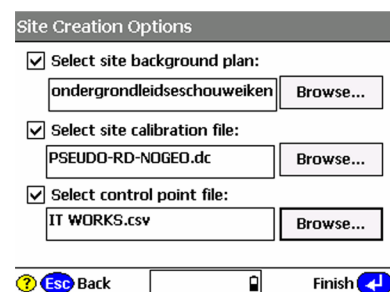 Site Creation Options
Select site background plan:
ondergrondleidseschouweiken
Browse...
Select site calibration file:
PSEUDO-RD-NOGEO.dc
Browse...
Select control point file:
IT WORKS.csv
Browse...
? Esc Back
Finish